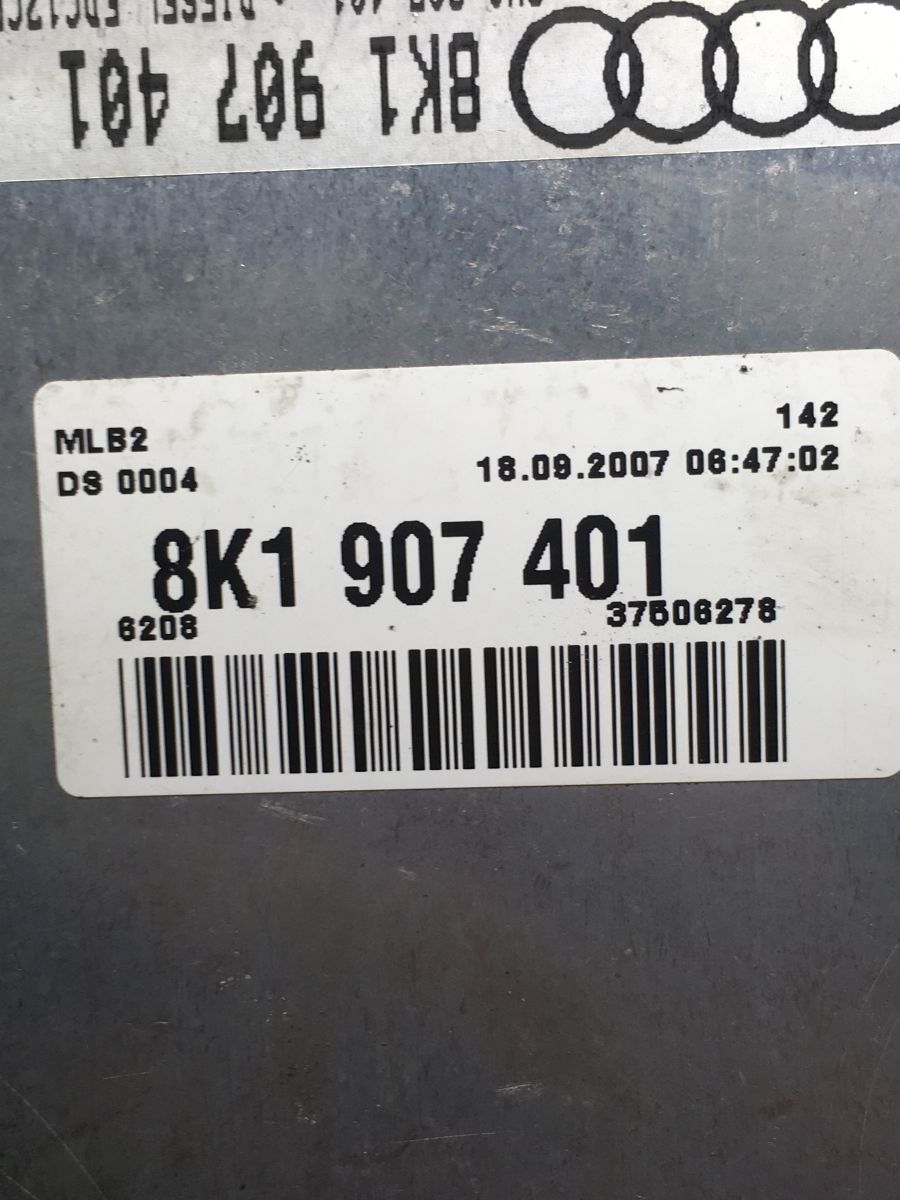 8K1 907 401
MLB2
142
DS 0004
18.09.2007 06:47:02
8K1 907 401
6208
37506278